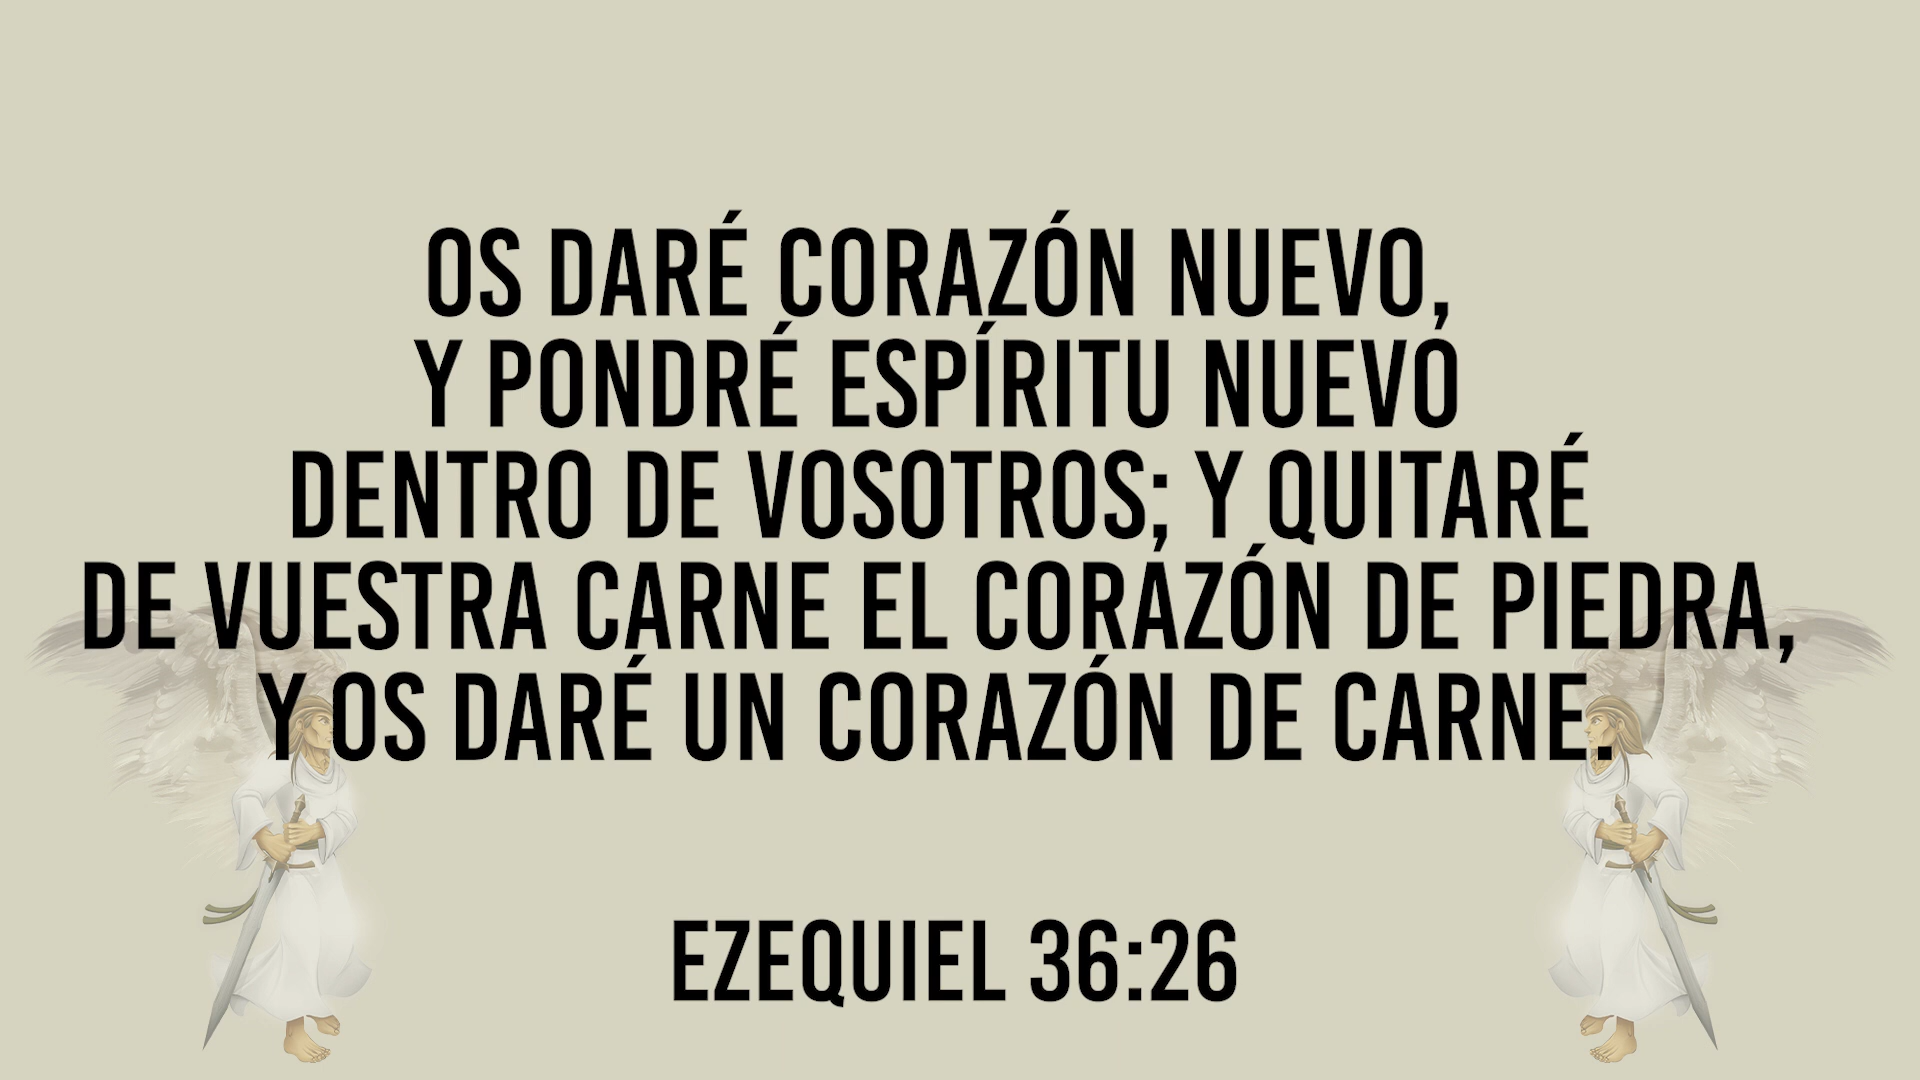 OS DARÉ CORAZÓN NUEVO,
Y PONDRÉ ESPÍRITU NUEVO
DENTRO DE VOSOTROS; Y QUITARÉ
DE VUESTRA CARNE EL CORAZÓN DE PIEDRA,
Y OS DARÉ UN CORAZÓN DE CARNE.
EZEQUIEL 36:26